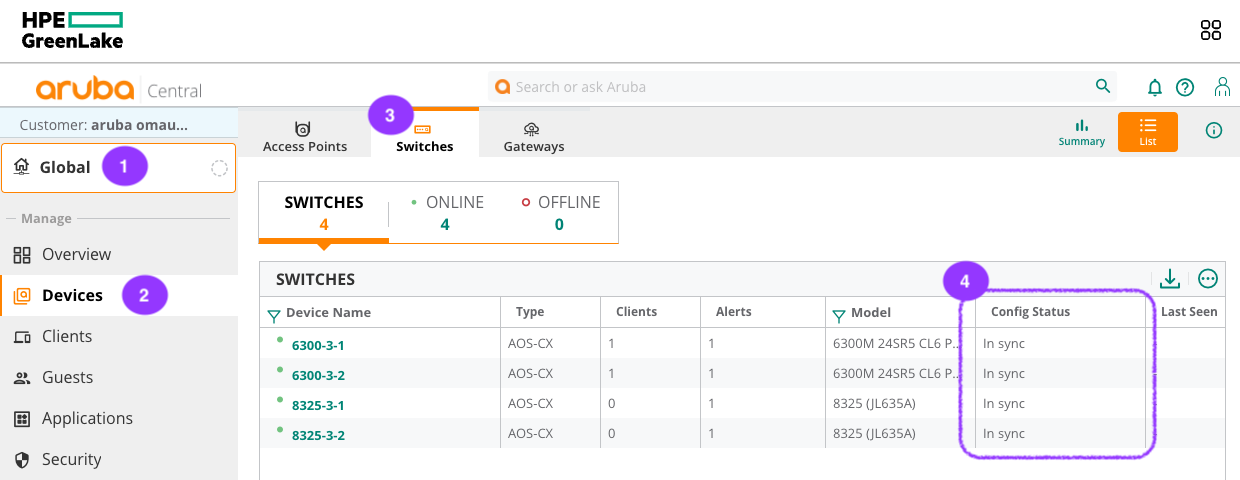 HPE
GreenLake
aruba Central
Search or ask Aruba
Customer: aruba omau...
Global 1
Manage
Overview
Devices 2
Clients
Guests
Applications
Security
3
Access Points Switches Gateways
Summary List
SWITCHES ONLINE OFFLINE
4 4 0
SWITCHES
4
Device Name Type Clients Alerts Model Config Status Last Seen
6300-3-1 AOS-CX 1 1 6300M 24SR5 CL6 P... In sync
6300-3-2 AOS-CX 1 1 6300M 24SR5 CL6 P... In sync
8325-3-1 AOS-CX 0 1 8325 (JL635A) In sync
8325-3-2 AOS-CX 0 1 8325 (JL635A) In sync